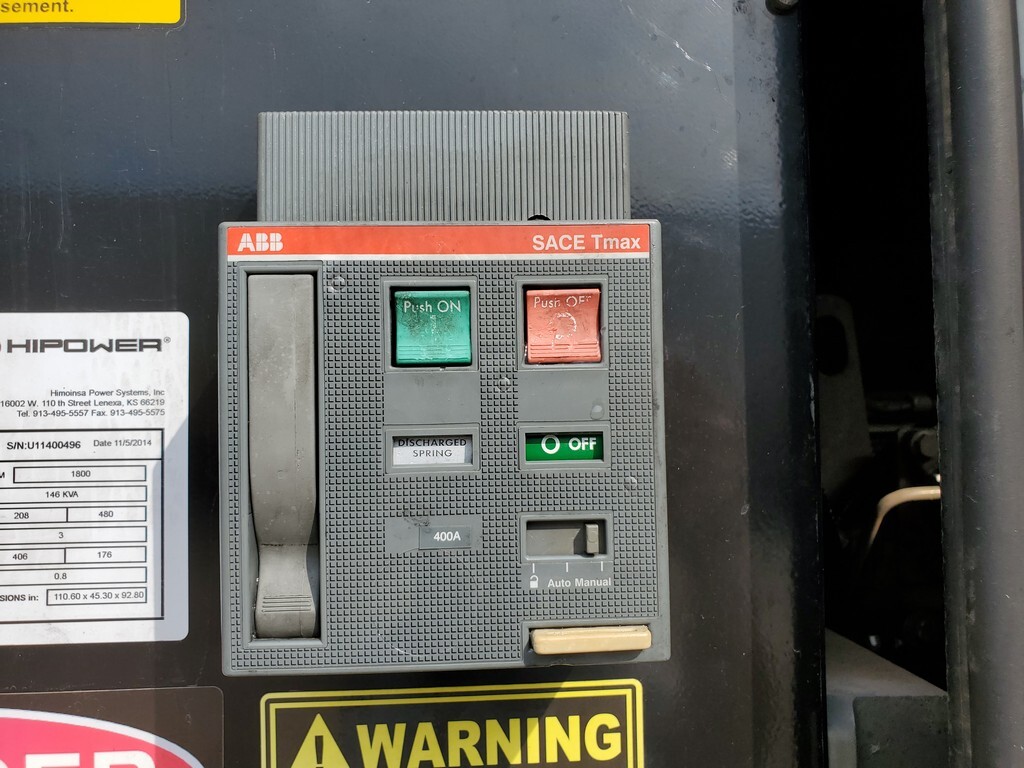 sement.
ABB
SACE Tmax
Push ON
Push OFF
DISCHARGED
SPRING
O OFF
400A
Auto Manual
HIPOWER®
Himoinsa Power Systems, Inc
16002 W. 110 th Street Lenexa, KS 66219
Tel. 913-495-5557 Fax. 913-495-5575
S/N:U11400496 Date 11/5/2014
M 1800
146 KVA
208 480
3
406 176
0.8
SIONS in: 110.60 x 45.30 x 92.80
WARNING